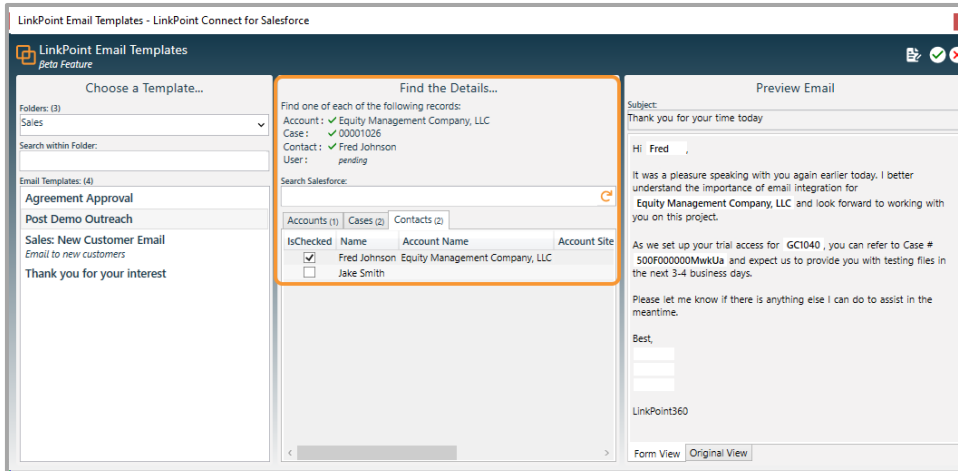 LinkPoint Email Templates - LinkPoint Connect for Salesforce
LinkPoint Email Templates
Beta Feature
Choose a Template...
Folders: (3)
Sales
Search within Folder:
Email Templates: (4)
Agreement Approval
Post Demo Outreach
Sales: New Customer Email
Email to new customers
Thank you for your interest
Find the Details...
Find one of each of the following records:
Account : ✓ Equity Management Company, LLC
Case : ✓ 00001026
Contact : ✓ Fred Johnson
User : pending
Search Salesforce:
Accounts (1) Cases (2) Contacts (2)
IsChecked Name Account Name Account Site
Fred Johnson Equity Management Company, LLC
Jake Smith
Preview Email
Subject:
Thank you for your time today
Hi Fred ,
It was a pleasure speaking with you again earlier today. I better
understand the importance of email integration for
Equity Management Company, LLC and look forward to working with
you on this project.
As we set up your trial access for GC1040 , you can refer to Case #
500F000000MwkUa and expect us to provide you with testing files in
the next 3-4 business days.
Please let me know if there is anything else I can do to assist in the
meantime.
Best,
LinkPoint360
Form View Original View